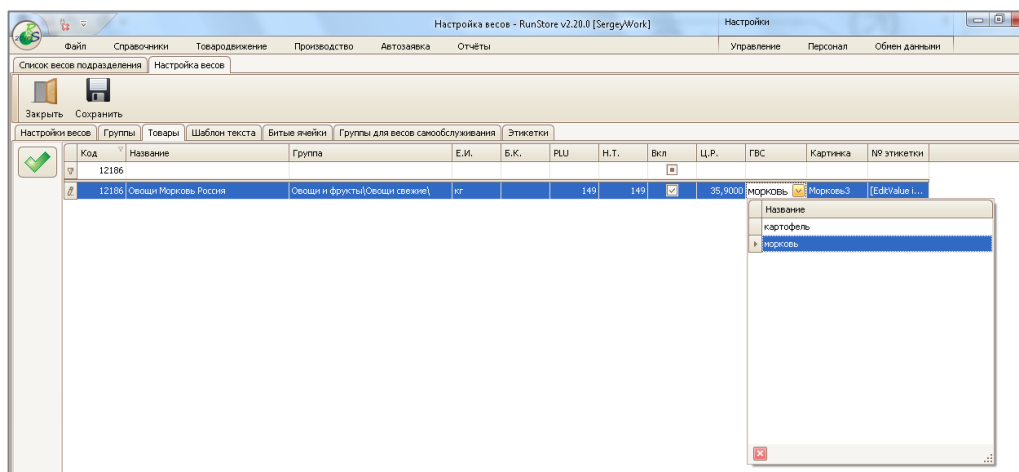 Настройка весов - RunStore v2.20.0 [SergeyWork]
Настройки
Файл Справочники Товародвижение Производство Автозаявка Отчёты Управление Персонал Обмен данными
Список весов подразделения Настройка весов
Закрыть Сохранить
Настройки весов Группы Товары Шаблон текста Битые ячейки Группы для весов самообслуживания Этикетки
Код Название Группа Е.И. Б.К. PLU Н.Т. Вкл Ц.Р. ГВС Картинка № этикетки
12186
12186 Овощи Морковь Россия Овощи и фрукты\Овощи свежие\ кг 149 149 35,9000 морковь Морковь3 [EditValue i...
Название
картофель
морковь